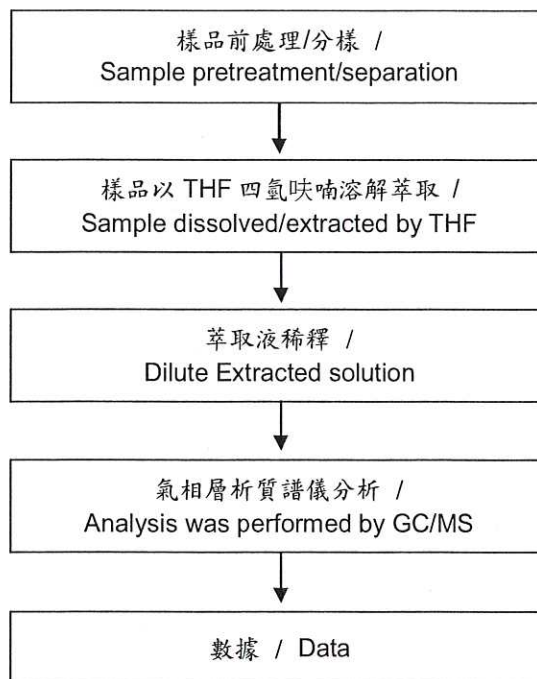 樣品前處理/分樣 /
Sample pretreatment/separation
樣品以 THF 四氫呋喃溶解萃取 /
Sample dissolved/extracted by THF
萃取液稀釋 /
Dilute Extracted solution
氣相層析質譜儀分析 /
Analysis was performed by GC/MS
數據 / Data